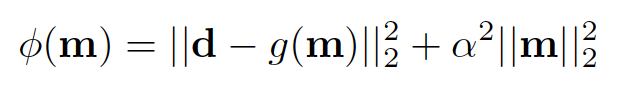 ϕ(𝐦) = ||𝐝 − g(𝐦)||₂² + α²||𝐦||₂²